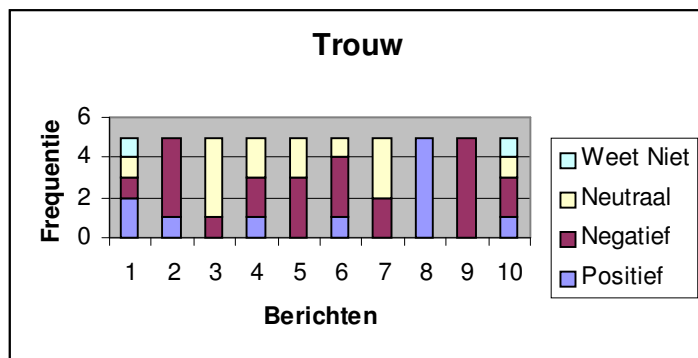 Trouw
Frequentie
6
4
2
0
1 2 3 4 5 6 7 8 9 10
Berichten
Weet Niet
Neutraal
Negatief
Positief